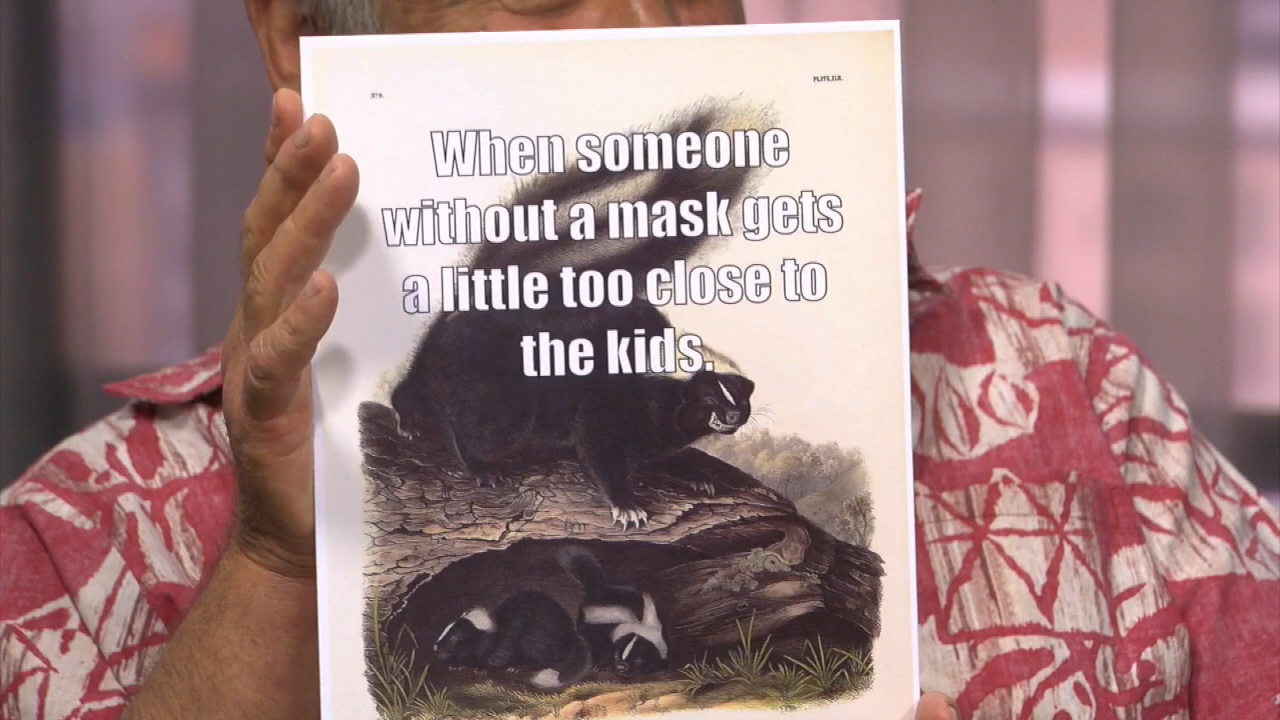 When someone
without a mask gets
a little too close to
the kids.